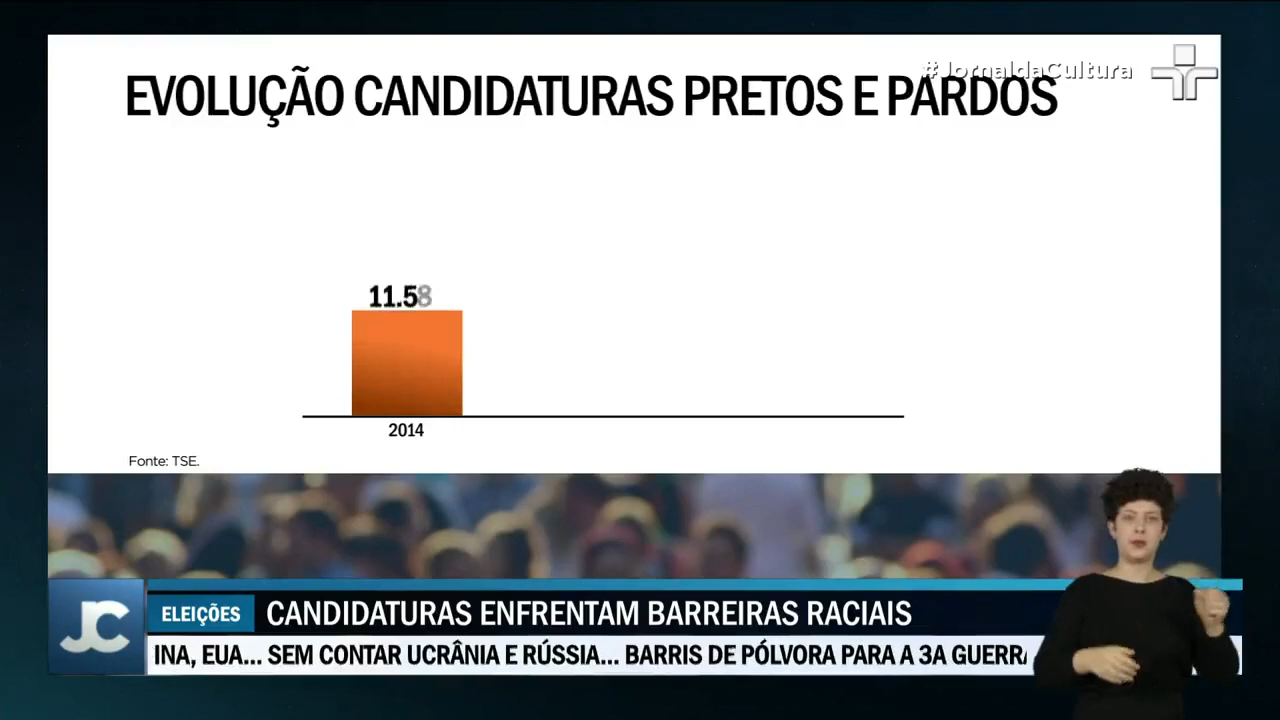 #JornaldaCultura
EVOLUÇÃO CANDIDATURAS PRETOS E PARDOS
11.58
2014
Fonte: TSE.
JC
ELEIÇÕES
CANDIDATURAS ENFRENTAM BARREIRAS RACIAIS
INA, EUA... SEM CONTAR UCRÂNIA E RÚSSIA... BARRIS DE PÓLVORA PARA A 3A GUERRA